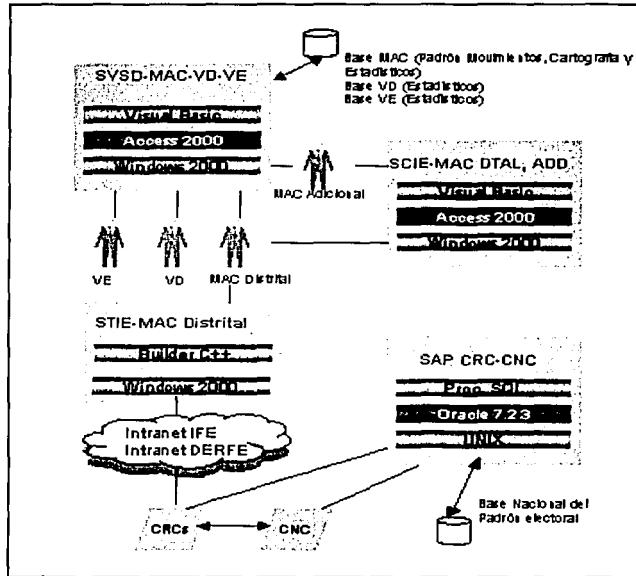 SVSD-MAC-VD-VE
Visual Basic
Access 2000
Windows 2000
Base MAC (Padrón Movimientos, Cartografía y
Estadísticos)
Base VD (Estadísticos)
Base VE (Estadísticos)
MAC Adicional
SCIE-MAC DTAL, ADD.
Visual Basic
Access 2000
Windows 2000
VE
VD
MAC Distrital
STIE-MAC Distrital
Builder C++
Windows 2000
Intranet IFE
Intranet DERFE
SAP CRC-CNC
Prog. SQL
Oracle 7.2.3
UNIX
CRCs
CNC
Base Nacional del
Padrón electoral